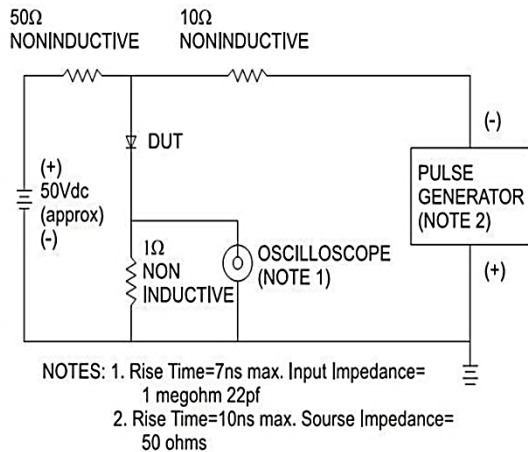 50Ω
NONINDUCTIVE
10Ω
NONINDUCTIVE
DUT
(+)
50Vdc
(approx)
(-)
1Ω
NON
INDUCTIVE
OSCILLOSCOPE
(NOTE 1)
(-)
PULSE
GENERATOR
(NOTE 2)
(+)
NOTES: 1. Rise Time=7ns max. Input Impedance=
1 megohm 22pf
2. Rise Time=10ns max. Sourse Impedance=
50 ohms